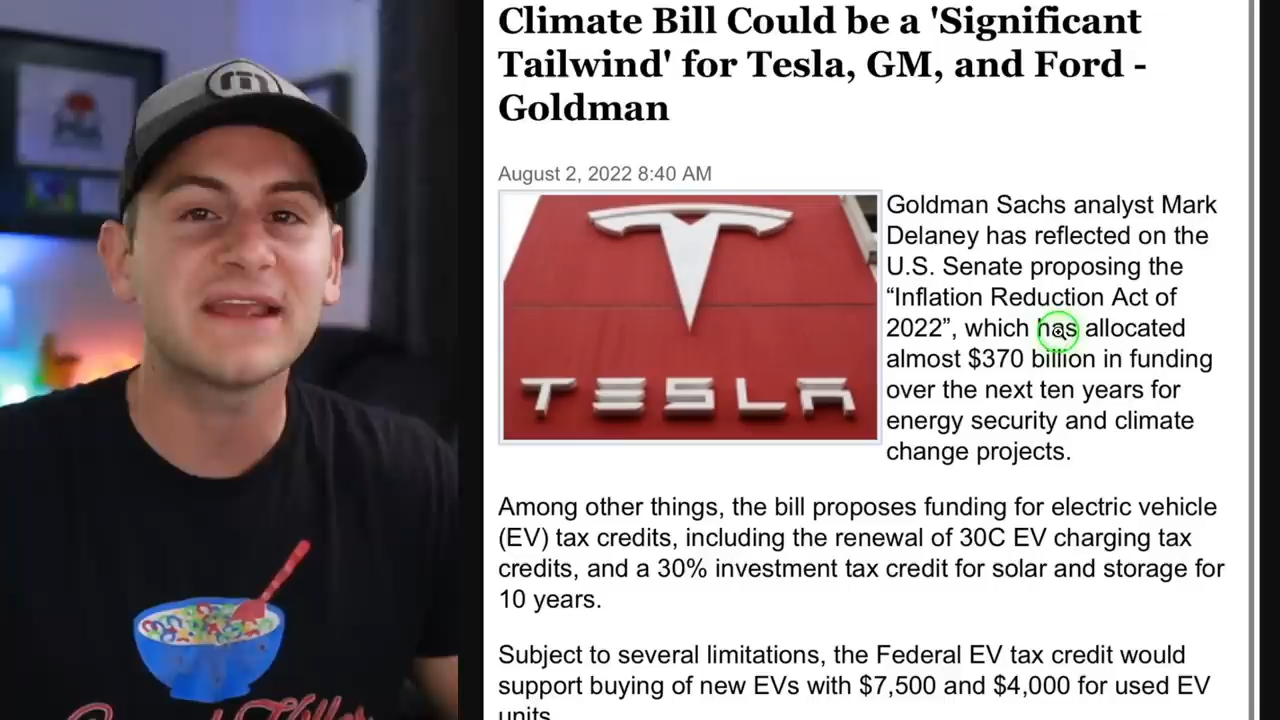 Climate Bill Could be a 'Significant
Tailwind' for Tesla, GM, and Ford -
Goldman
August 2, 2022 8:40 AM
TESLA
Goldman Sachs analyst Mark
Delaney has reflected on the
U.S. Senate proposing the
“Inflation Reduction Act of
2022”, which has allocated
almost $370 billion in funding
over the next ten years for
energy security and climate
change projects.
Among other things, the bill proposes funding for electric vehicle
(EV) tax credits, including the renewal of 30C EV charging tax
credits, and a 30% investment tax credit for solar and storage for
10 years.
Subject to several limitations, the Federal EV tax credit would
support buying of new EVs with $7,500 and $4,000 for used EV
units